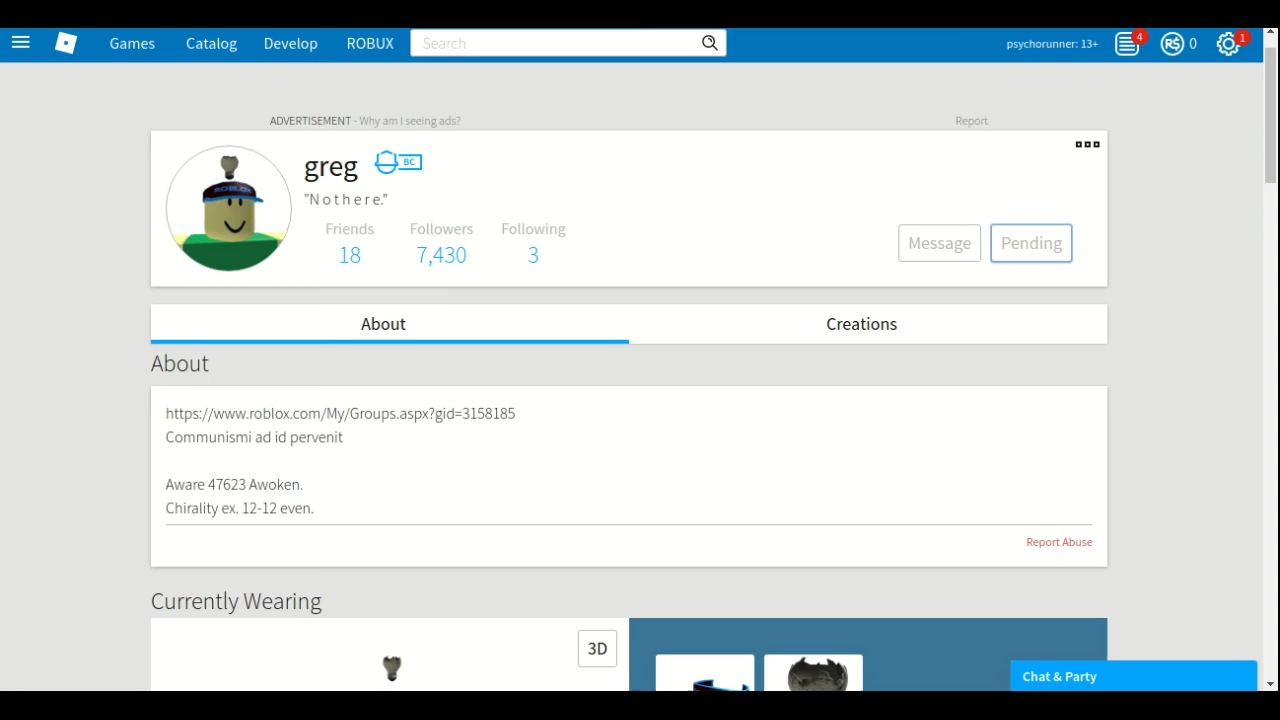 Games Catalog Develop ROBUX Search psychorunner: 13+ 4 R$ 0 1
ADVERTISEMENT - Why am I seeing ads? Report
greg BC
"N o t h e r e."
Friends Followers Following
18 7,430 3
Message Pending
About Creations
About
https://www.roblox.com/My/Groups.aspx?gid=3158185
Communismi ad id pervenit
Aware 47623 Awoken.
Chirality ex. 12-12 even.
Report Abuse
Currently Wearing
3D
Chat & Party
ROBLOX